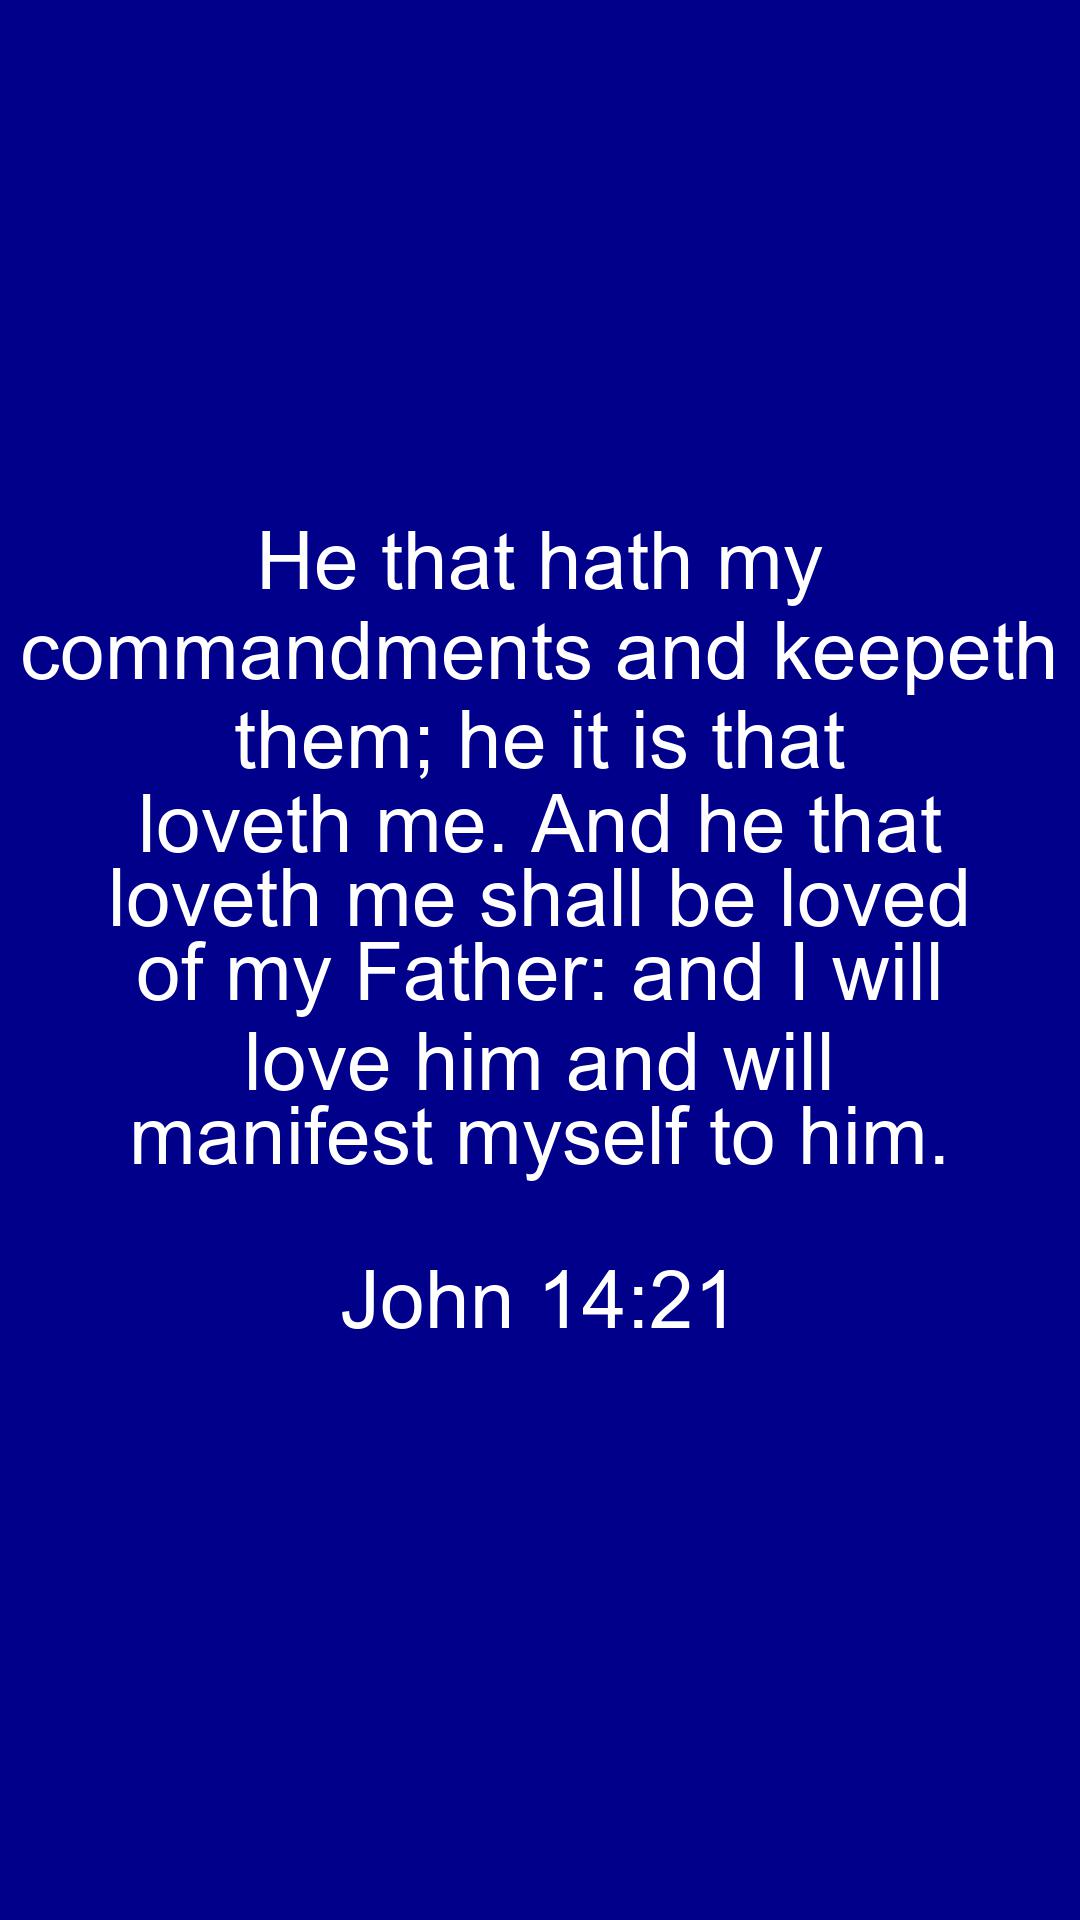 He that hath my
commandments and keepeth
them; he it is that
loveth me. And he that
loveth me shall be loved
of my Father: and I will
love him and will
manifest myself to him.
John 14:21